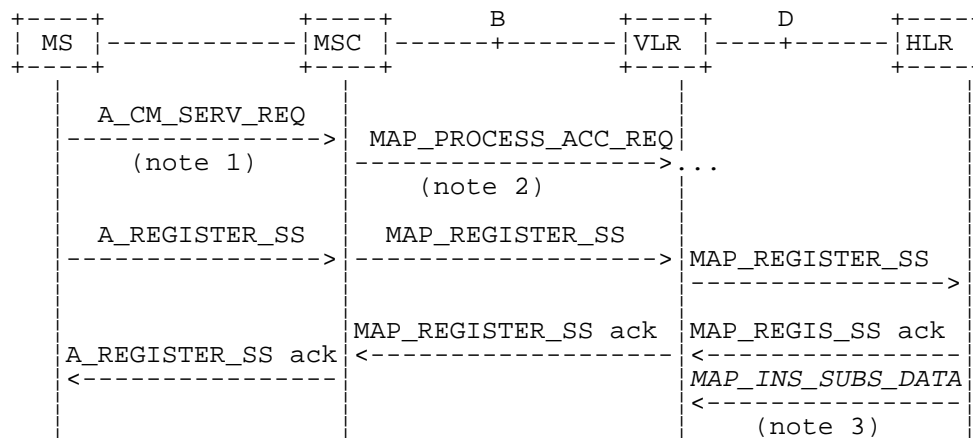 B D
MS MSC VLR HLR
A_CM_SERV_REQ
MAP_PROCESS_ACC_REQ
(note 1) ...
(note 2)
A_REGISTER_SS MAP_REGISTER_SS
MAP_REGISTER_SS
MAP_REGISTER_SS ack MAP_REGIS_SS ack
A_REGISTER_SS ack
MAP_INS_SUBS_DATA
(note 3)